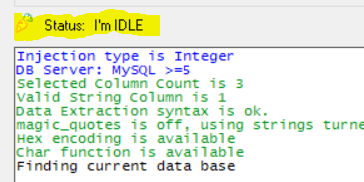 Status: I'm IDLE
Injection type is Integer
DB Server: MySQL >=5
Selected Column Count is 3
Valid String Column is 1
Data Extraction syntax is ok.
magic_quotes is off, using strings turne
Hex encoding is available
Char function is available
Finding current data base